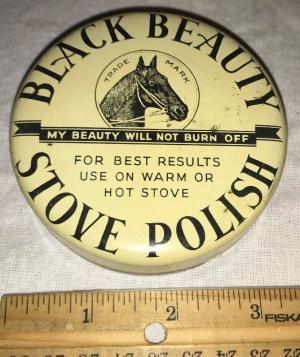 BLACK BEAUTY
TRADE MARK
MY BEAUTY WILL NOT BURN OFF
FOR BEST RESULTS
USE ON WARM OR
HOT STOVE
STOVE POLISH
1 2 3 FISKA